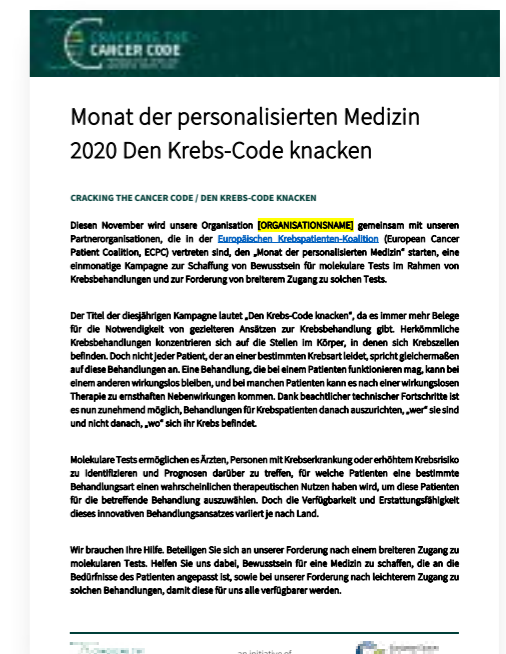 CRACKING THE
CANCER CODE
Monat der personalisierten Medizin
2020 Den Krebs-Code knacken
CRACKING THE CANCER CODE / DEN KREBS-CODE KNACKEN
Diesen November wird unsere Organisation [ORGANISATIONSNAME] gemeinsam mit unseren
Partnerorganisationen, die in der Europäischen Krebspatienten-Koalition (European Cancer
Patient Coalition, ECPC) vertreten sind, den „Monat der personalisierten Medizin" starten, eine
einmonatige Kampagne zur Schaffung von Bewusstsein für molekulare Tests im Rahmen von
Krebsbehandlungen und zur Forderung von breiterem Zugang zu solchen Tests.
Der Titel der diesjährigen Kampagne lautet „Den Krebs-Code knacken", da es immer mehr Belege
für die Notwendigkeit von gezielteren Ansätzen zur Krebsbehandlung gibt. Herkömmliche
Krebsbehandlungen konzentrieren sich auf die Stellen im Körper, in denen sich Krebszellen
befinden. Doch nicht jeder Patient, der an einer bestimmten Krebsart leidet, spricht gleichermaßen
auf diese Behandlungen an. Eine Behandlung, die bei einem Patienten funktionieren mag, kann bei
einem anderen wirkungslos bleiben, und bei manchen Patienten kann es nach einer wirkungslosen
Therapie zu ernsthaften Nebenwirkungen kommen. Dank beachtlicher technischer Fortschritte ist
es nun zunehmend möglich, Behandlungen für Krebspatienten danach auszurichten, „wer" sie sind
und nicht danach, „wo" sich ihr Krebs befindet.
Molekulare Tests ermöglichen es Ärzten, Personen mit Krebserkrankung oder erhöhtem Krebsrisiko
zu identifizieren und Prognosen darüber zu treffen, für welche Patienten eine bestimmte
Behandlungsart einen wahrscheinlichen therapeutischen Nutzen haben wird, um diese Patienten
für die betreffende Behandlung auszuwählen. Doch die Verfügbarkeit und Erstattungsfähigkeit
dieses innovativen Behandlungsansatzes variiert je nach Land.
Wir brauchen Ihre Hilfe. Beteiligen Sie sich an unserer Forderung nach einem breiteren Zugang zu
molekularen Tests. Helfen Sie uns dabei, Bewusstsein für eine Medizin zu schaffen, die an die
Bedürfnisse des Patienten angepasst ist, sowie bei unserer Forderung nach leichterem Zugang zu
solchen Behandlungen, damit diese für uns alle verfügbarer werden.
an initiative of